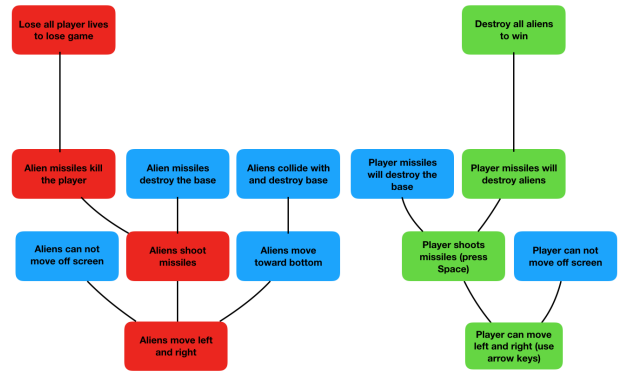 Lose all player lives
to lose game
Destroy all aliens
to win
Alien missiles kill
the player
Alien missiles
destroy the base
Aliens collide with
and destroy base
Player missiles
will destroy the
base
Player missiles will
destroy aliens
Aliens can not
move off screen
Aliens shoot
missiles
Aliens move
toward bottom
Player shoots
missiles (press
Space)
Player can not
move off screen
Aliens move left
and right
Player can move
left and right (use
arrow keys)